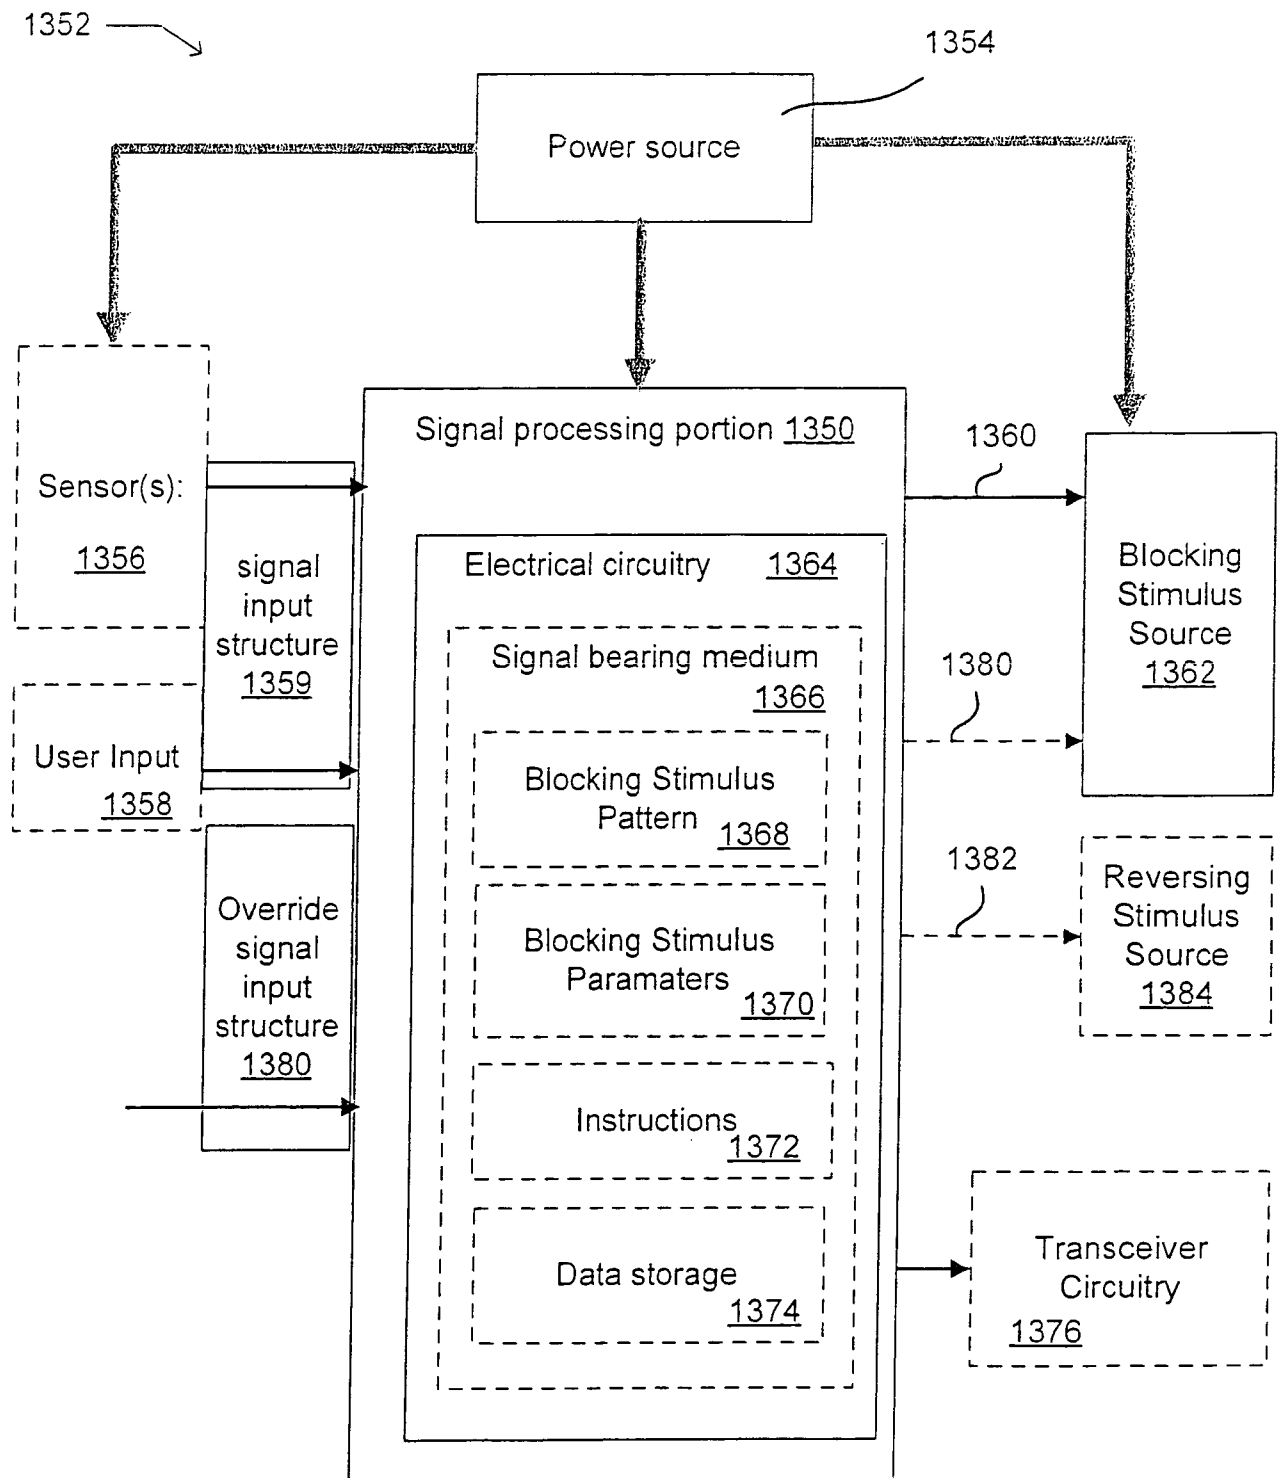 1352
1354
Power source
Signal processing portion 1350
1360
Sensor(s):
1356
signal
input
structure
1359
Electrical circuitry 1364
Blocking
Stimulus
Source
1362
Signal bearing medium
1366
1380
User Input
1358
Blocking Stimulus
Pattern
1368
1382
Reversing
Stimulus
Source
1384
Override
signal
input
structure
1380
Blocking Stimulus
Paramaters
1370
Instructions
1372
Transceiver
Circuitry
1376
Data storage
1374